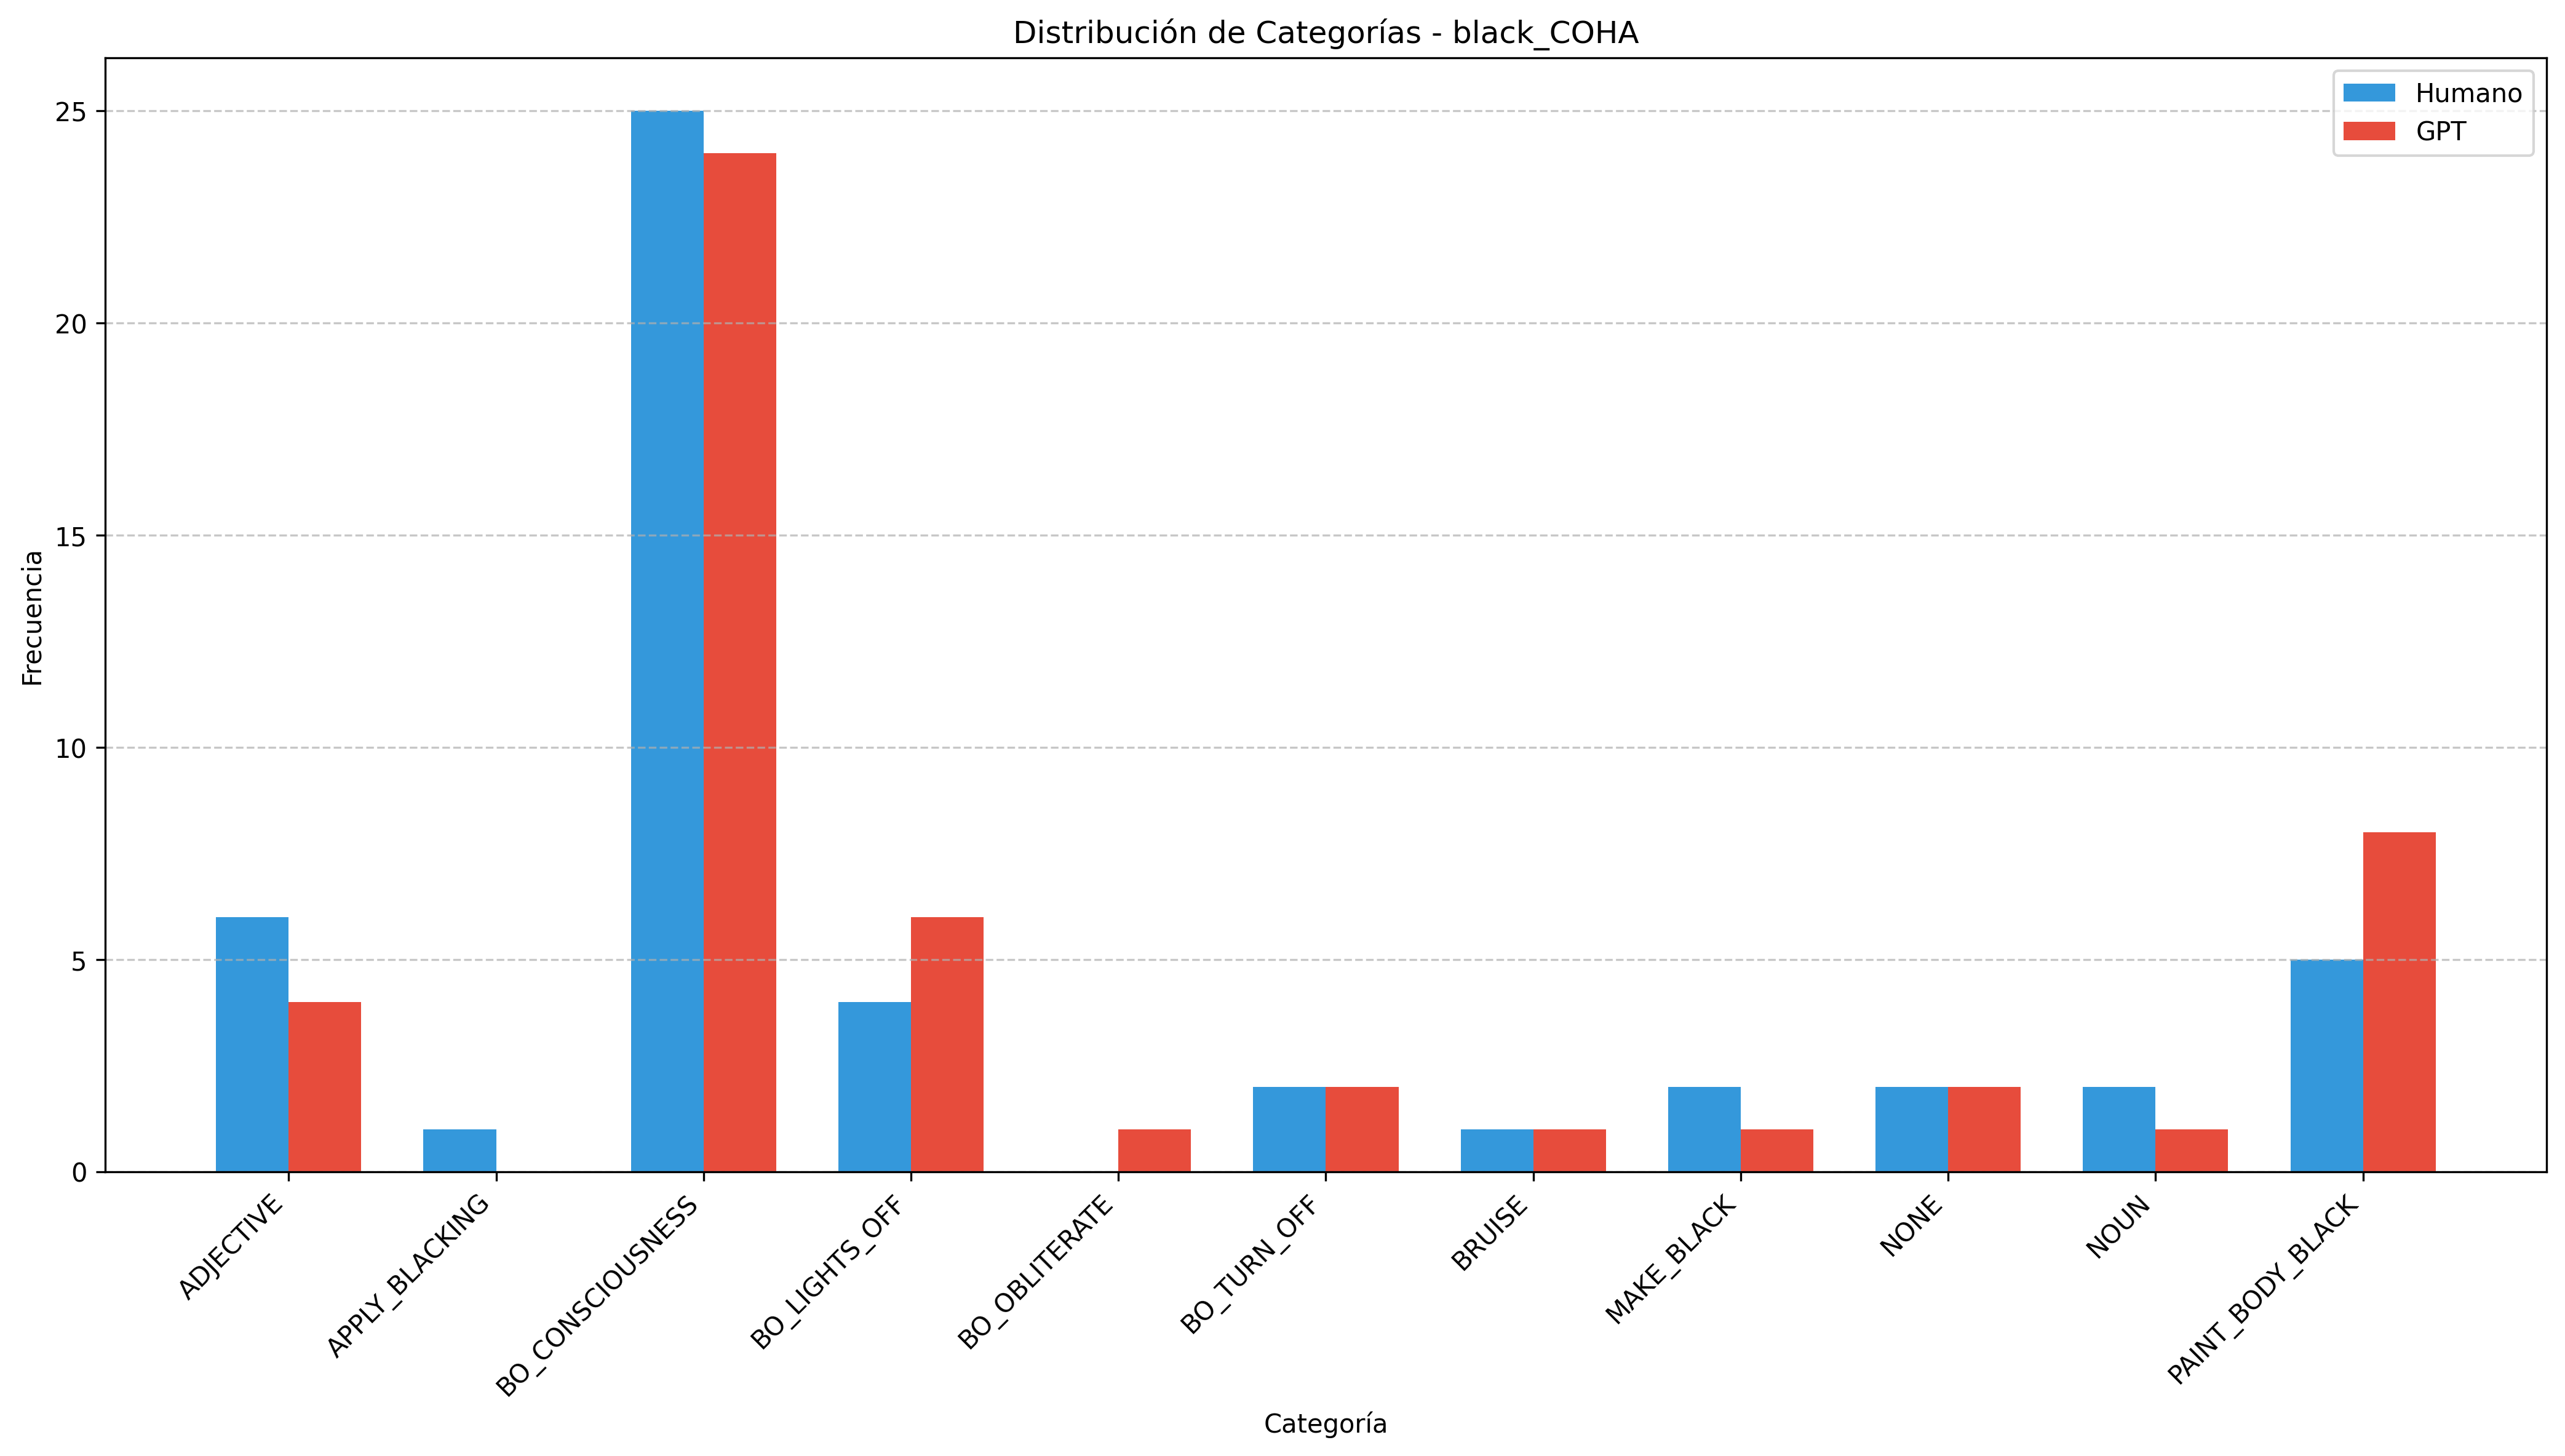 Distribución de Categorías - black_COHA
Humano
GPT
Frecuencia
25
20
15
10
5
0
ADJECTIVE
APPLY_BLACKING
BO_CONSCIOUSNESS
BO_LIGHTS_OFF
BO_OBLITERATE
BO_TURN_OFF
BRUISE
MAKE_BLACK
NONE
NOUN
PAINT_BODY_BLACK
Categoría